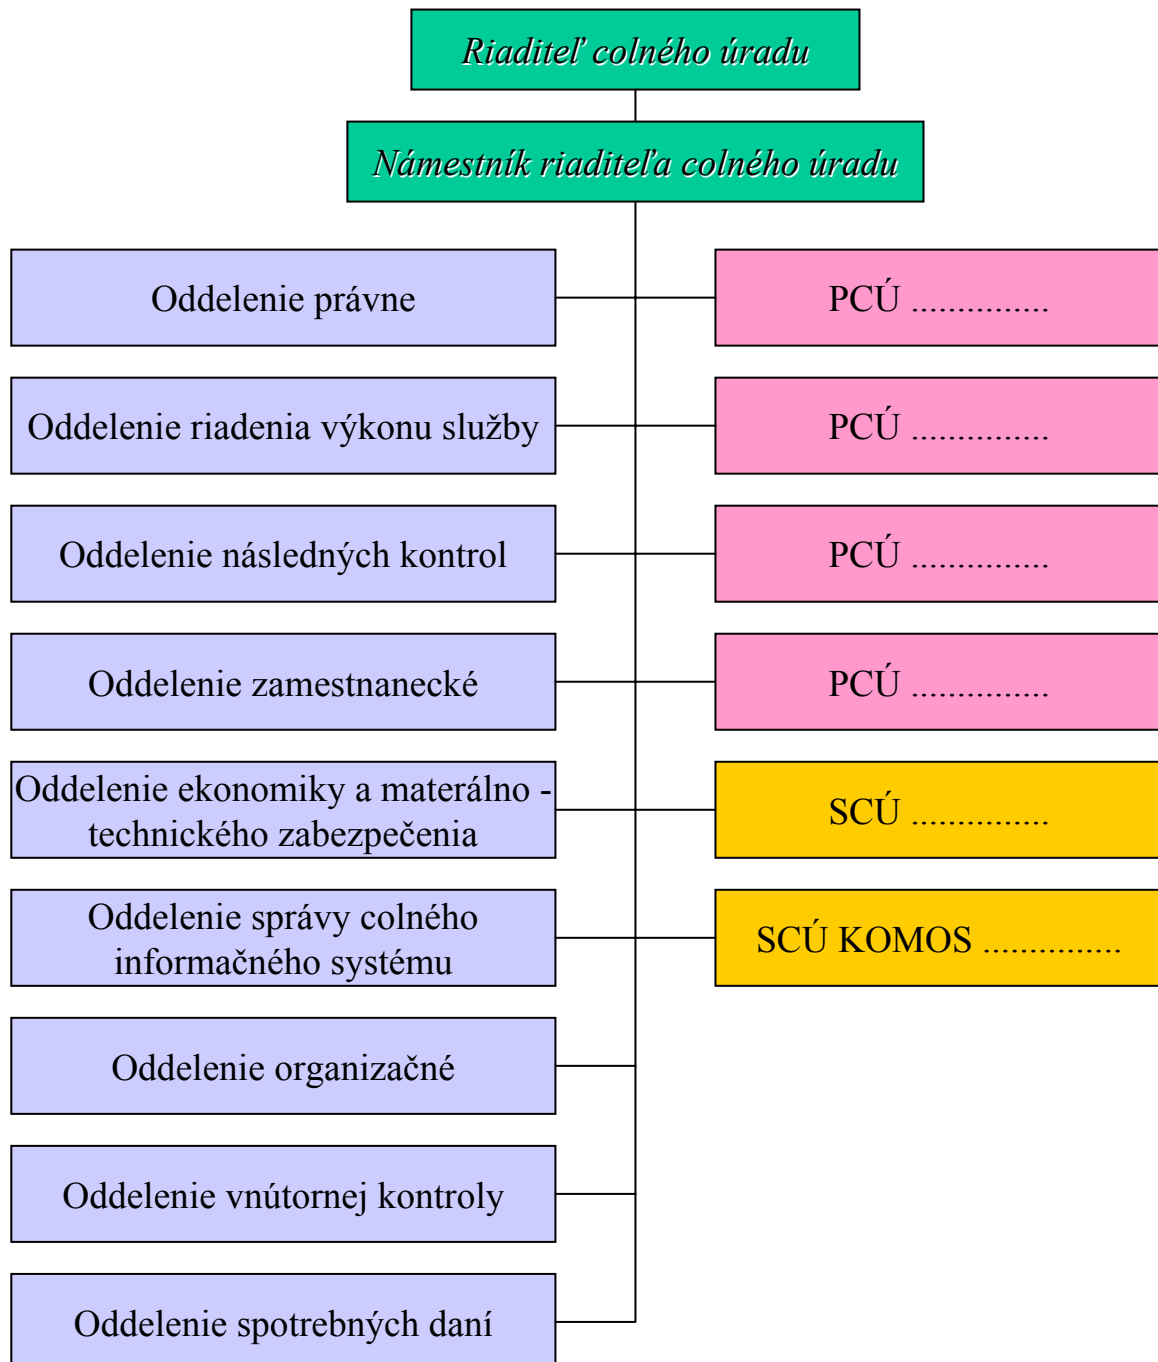 Riaditeľ colného úradu
Námestník riaditeľa colného úradu
Oddelenie právne
PCÚ ...............
Oddelenie riadenia výkonu služby
PCÚ ...............
Oddelenie následných kontrol
PCÚ ...............
Oddelenie zamestnanecké
PCÚ ...............
Oddelenie ekonomiky a materálno -
technického zabezpečenia
SCÚ ...............
Oddelenie správy colného
informačného systému
SCÚ KOMOS ...............
Oddelenie organizačné
Oddelenie vnútornej kontroly
Oddelenie spotrebných daní